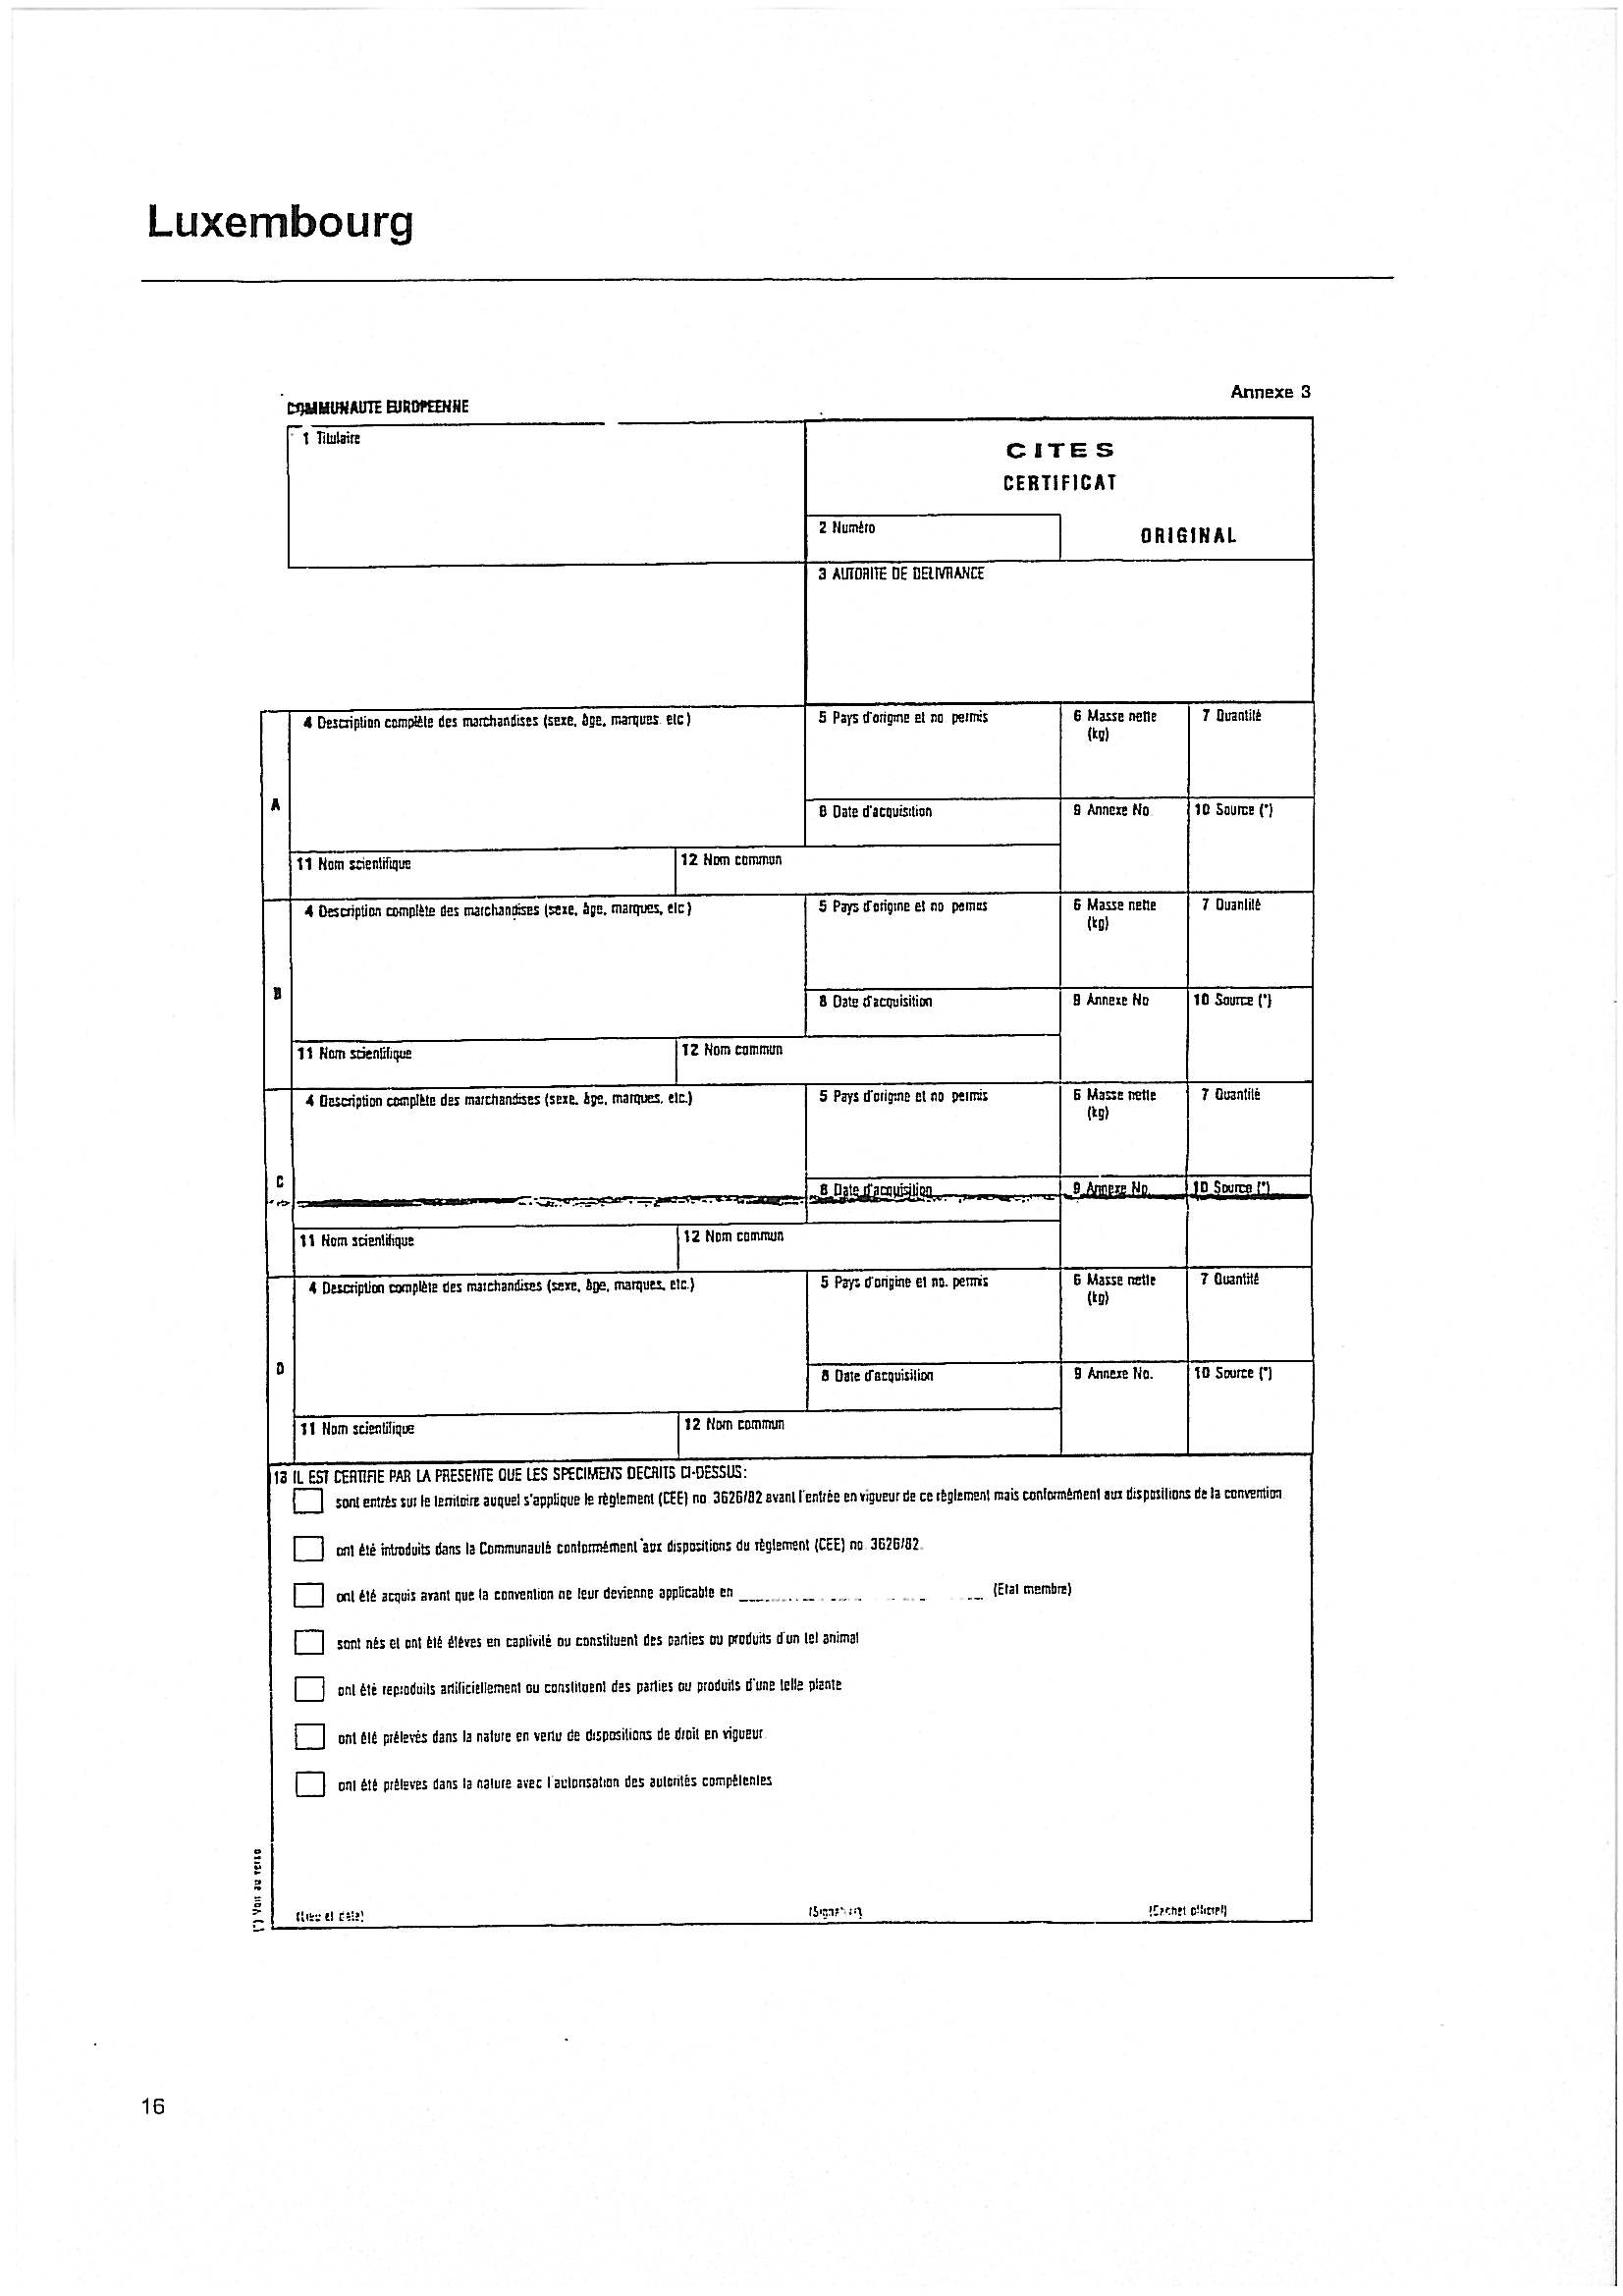 Luxembourg
Annexe 3
COMMUNAUTE EUROPEENNE
1 Titulaire
CITES
CERTIFICAT
2 Numéro
ORIGINAL
3 AUTORITE DE DELIVRANCE
A
4 Description complète des marchandises (sexe, âge, marques etc)
5 Pays d'origine et no permis
6 Masse nette
(kg)
7 Quantité
8 Date d'acquisition
9 Annexe No
10 Source (*)
11 Nom scientifique
12 Nom commun
B
4 Description complète des marchandises (sexe, âge, marques, etc)
5 Pays d'origine et no permis
6 Masse nette
(kg)
7 Quantité
8 Date d'acquisition
9 Annexe No
10 Source (*)
11 Nom scientifique
12 Nom commun
C
4 Description complète des marchandises (sexe, âge, marques, etc.)
5 Pays d'origine et no permis
6 Masse nette
(kg)
7 Quantité
8 Date d'acquisition
9 Annexe No.
10 Source (*)
11 Nom scientifique
12 Nom commun
D
4 Description complète des marchandises (sexe, âge, marques, etc.)
5 Pays d'origine et no. permis
6 Masse nette
(kg)
7 Quantité
8 Date d'acquisition
9 Annexe No.
10 Source (*)
11 Nom scientifique
12 Nom commun
13 IL EST CERTIFIE PAR LA PRESENTE QUE LES SPECIMENS DECRITS CI-DESSUS:
sont entrés sur le territoire auquel s'applique le règlement (CEE) no 3626/82 avant l'entrée en vigueur de ce règlement mais conformément aux dispositions de la convention
ont été introduits dans la Communauté conformément aux dispositions du règlement (CEE) no 3626/82.
ont été acquis avant que la convention ne leur devienne applicable en (Etat membre)
sont nés et ont été élévés en captivité ou constituent des parties ou produits d'un tel animal
ont été reproduits artificiellement ou constituent des parties ou produits d'une telle plante
ont été prélevés dans la nature en vertu de dispositions de droit en vigueur
ont été prélevés dans la nature avec l'autorisation des autorités compétentes
(*) Voir au verso
(Lieu et date)
(Signature)
(Cachet officiel)
16